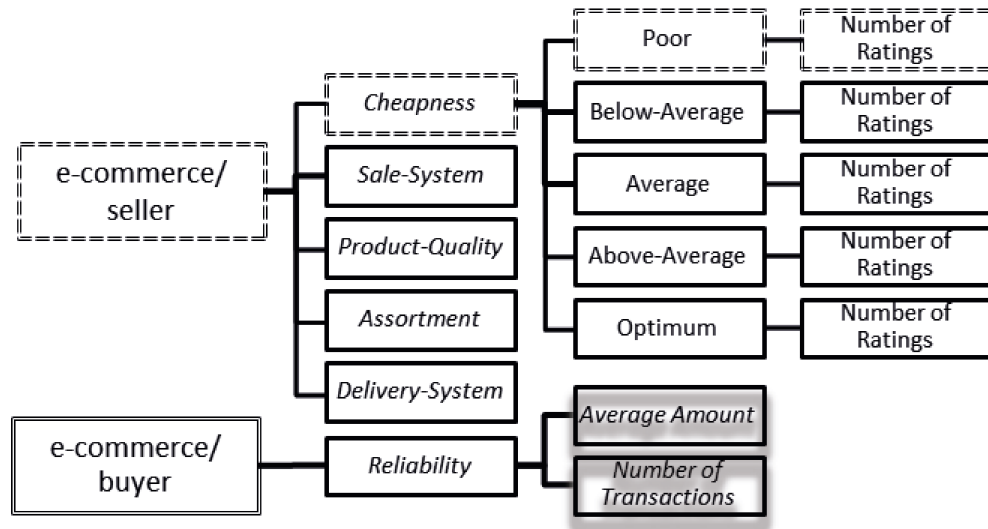 e-commerce/
seller
Cheapness
Sale-System
Product-Quality
Assortment
Delivery-System
Poor
Number of
Ratings
Below-Average
Number of
Ratings
Average
Number of
Ratings
Above-Average
Number of
Ratings
Optimum
Number of
Ratings
e-commerce/
buyer
Reliability
Average Amount
Number of
Transactions